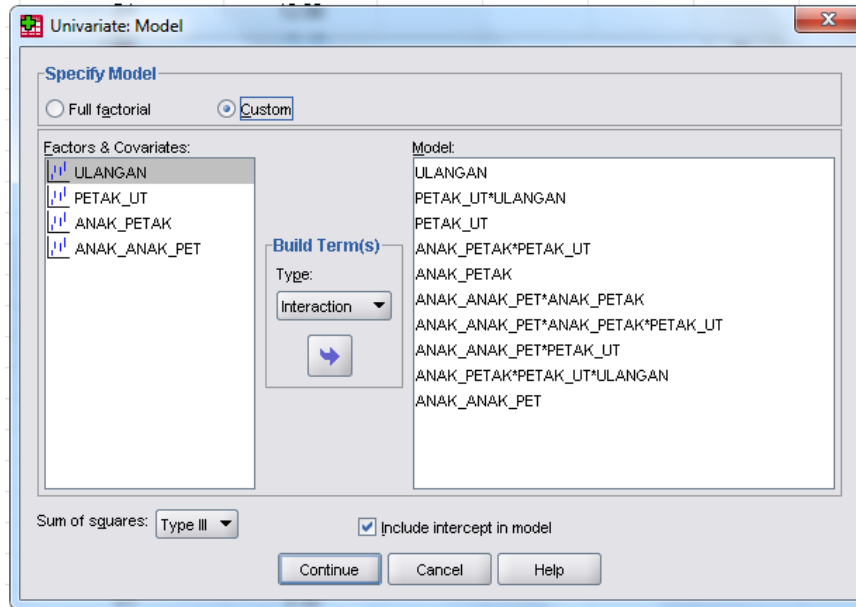 Univariate: Model
Specify Model
Full factorial
Custom
Factors & Covariates:
ULANGAN
PETAK_UT
ANAK_PETAK
ANAK_ANAK_PET
Build Term(s)
Type:
Interaction
Model:
ULANGAN
PETAK_UT*ULANGAN
PETAK_UT
ANAK_PETAK*PETAK_UT
ANAK_PETAK
ANAK_ANAK_PET*ANAK_PETAK
ANAK_ANAK_PET*ANAK_PETAK*PETAK_UT
ANAK_ANAK_PET*PETAK_UT
ANAK_PETAK*PETAK_UT*ULANGAN
ANAK_ANAK_PET
Sum of squares: Type III
Include intercept in model
Continue
Cancel
Help